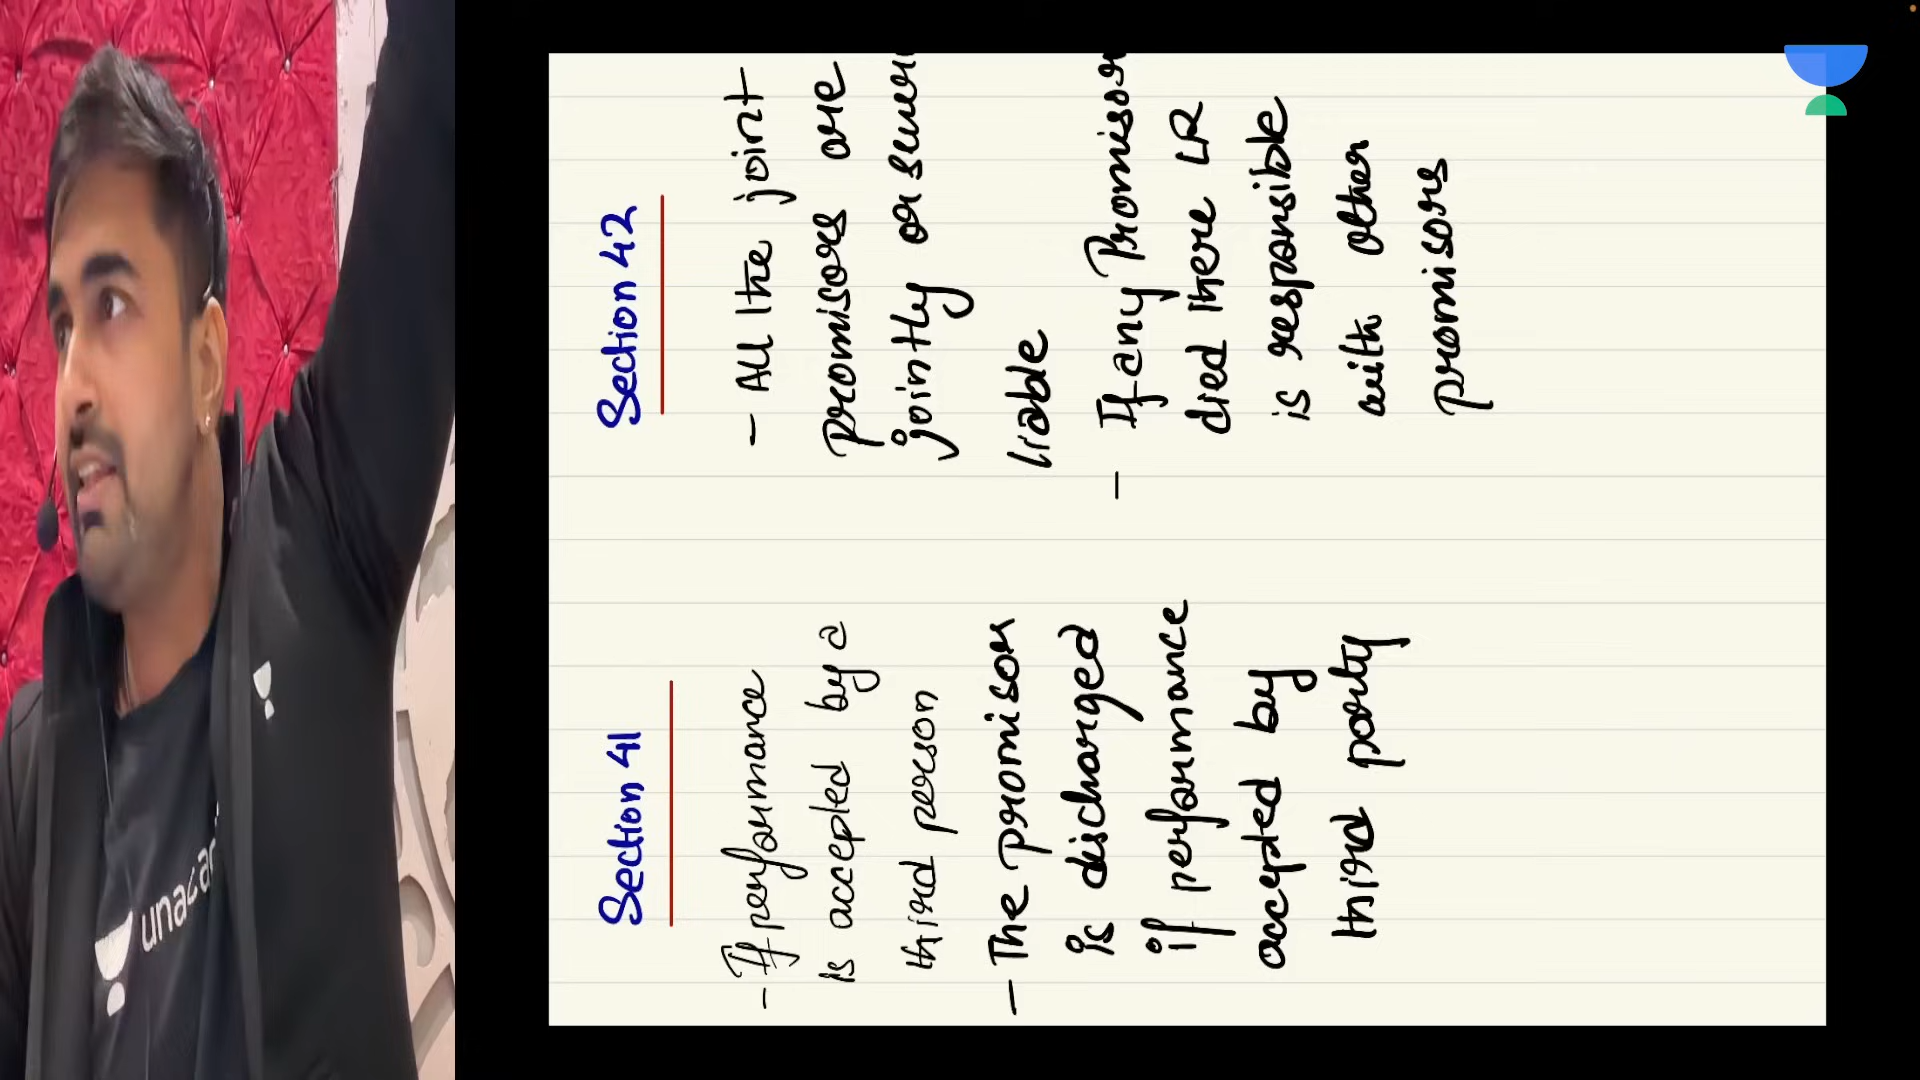 Section 41
- If performance
is accepted by a
third person
- The promisor
is discharged
if performance
accepted by
third party
Section 42
- All the joint
promisors are
jointly or
liable
- If any Promisor
died there LR
is responsible
with other
promisors